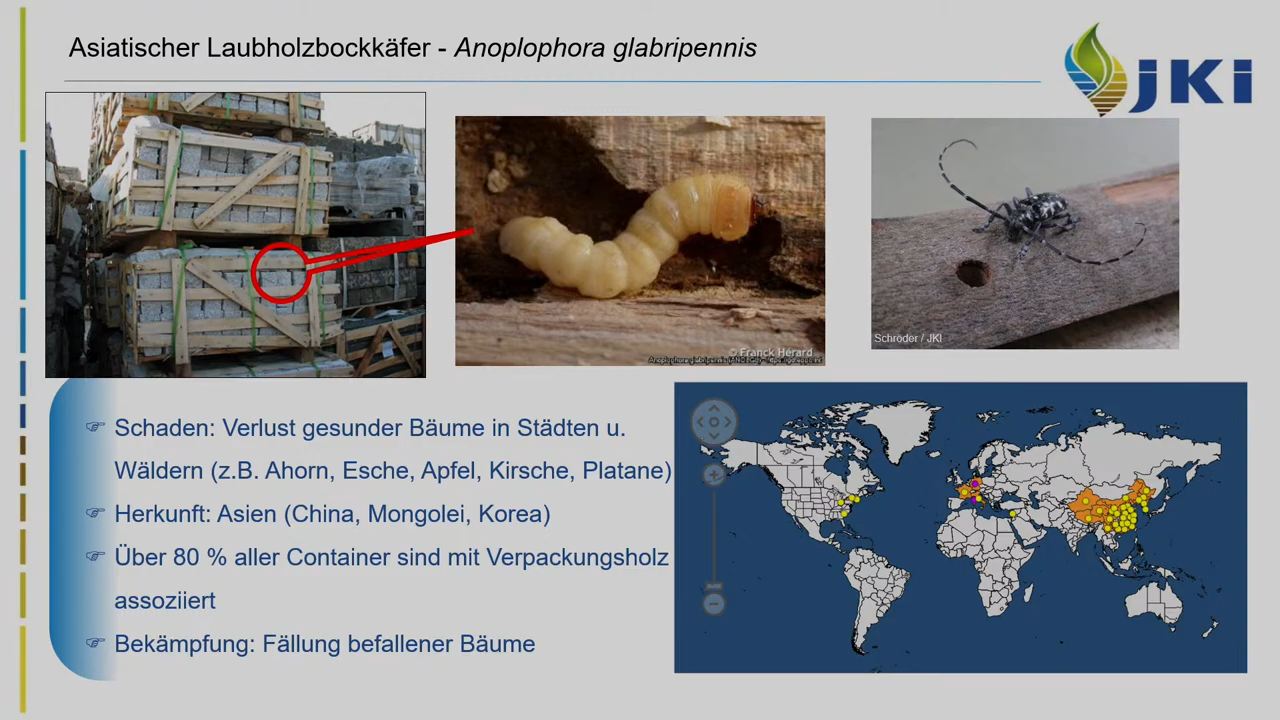 Asiatischer Laubholzbockkäfer - Anoplophora glabripennis
JKI
© Franck Hérard
Schröder / JKI
Schaden: Verlust gesunder Bäume in Städten u.
Wäldern (z.B. Ahorn, Esche, Apfel, Kirsche, Platane)
Herkunft: Asien (China, Mongolei, Korea)
Über 80 % aller Container sind mit Verpackungsholz
assoziiert
Bekämpfung: Fällung befallener Bäume